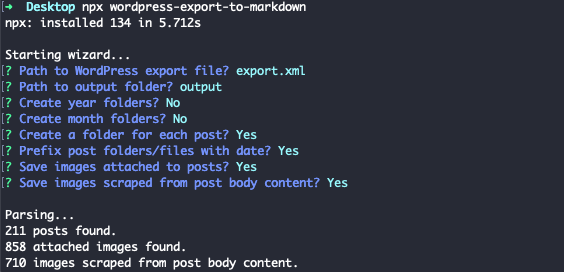 [➜ Desktop npx wordpress-export-to-markdown
npx: installed 134 in 5.712s
Starting wizard...
[? Path to WordPress export file? export.xml
[? Path to output folder? output
[? Create year folders? No
[? Create month folders? No
[? Create a folder for each post? Yes
[? Prefix post folders/files with date? Yes
[? Save images attached to posts? Yes
[? Save images scraped from post body content? Yes
Parsing...
211 posts found.
858 attached images found.
710 images scraped from post body content.